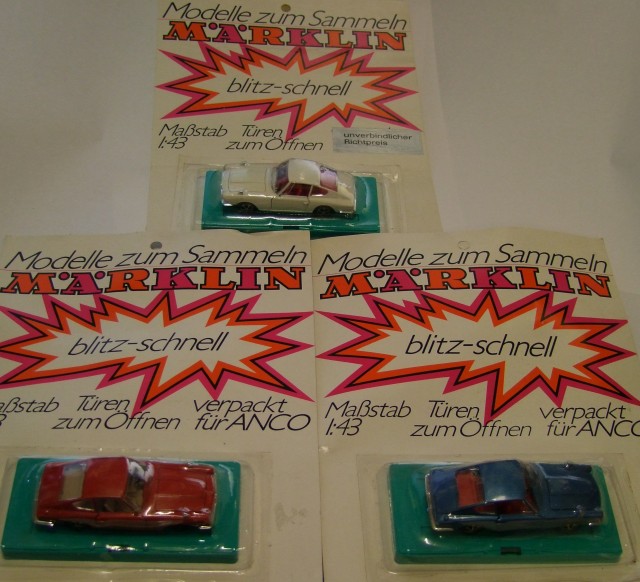 Modelle zum Sammeln
MÄRKLIN
blitz-schnell
Maßstab Türen
1:43 zum Öffnen
unverbindlicher
Richtpreis
Modelle zum Sammeln
MÄRKLIN
blitz-schnell
aßstab Türen verpackt
3 zum Öffnen für ANCO
Modelle zum Sammeln
MÄRKLIN
blitz-schnell
Maßstab Türen verpackt
1:43 zum Öffnen für ANCO